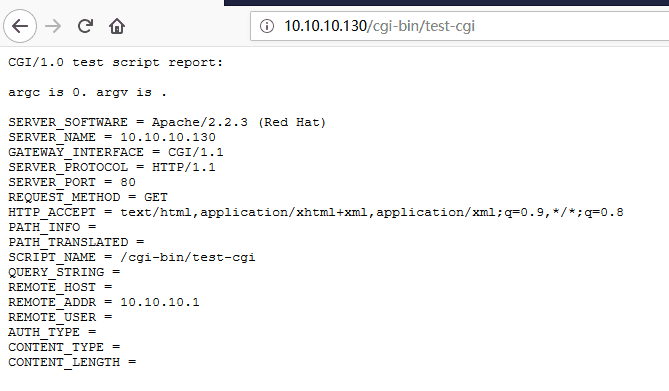 10.10.10.130/cgi-bin/test-cgi
CGI/1.0 test script report:
argc is 0. argv is .
SERVER_SOFTWARE = Apache/2.2.3 (Red Hat)
SERVER_NAME = 10.10.10.130
GATEWAY_INTERFACE = CGI/1.1
SERVER_PROTOCOL = HTTP/1.1
SERVER_PORT = 80
REQUEST_METHOD = GET
HTTP_ACCEPT = text/html,application/xhtml+xml,application/xml;q=0.9,*/*;q=0.8
PATH_INFO =
PATH_TRANSLATED =
SCRIPT_NAME = /cgi-bin/test-cgi
QUERY_STRING =
REMOTE_HOST =
REMOTE_ADDR = 10.10.10.1
REMOTE_USER =
AUTH_TYPE =
CONTENT_TYPE =
CONTENT_LENGTH =